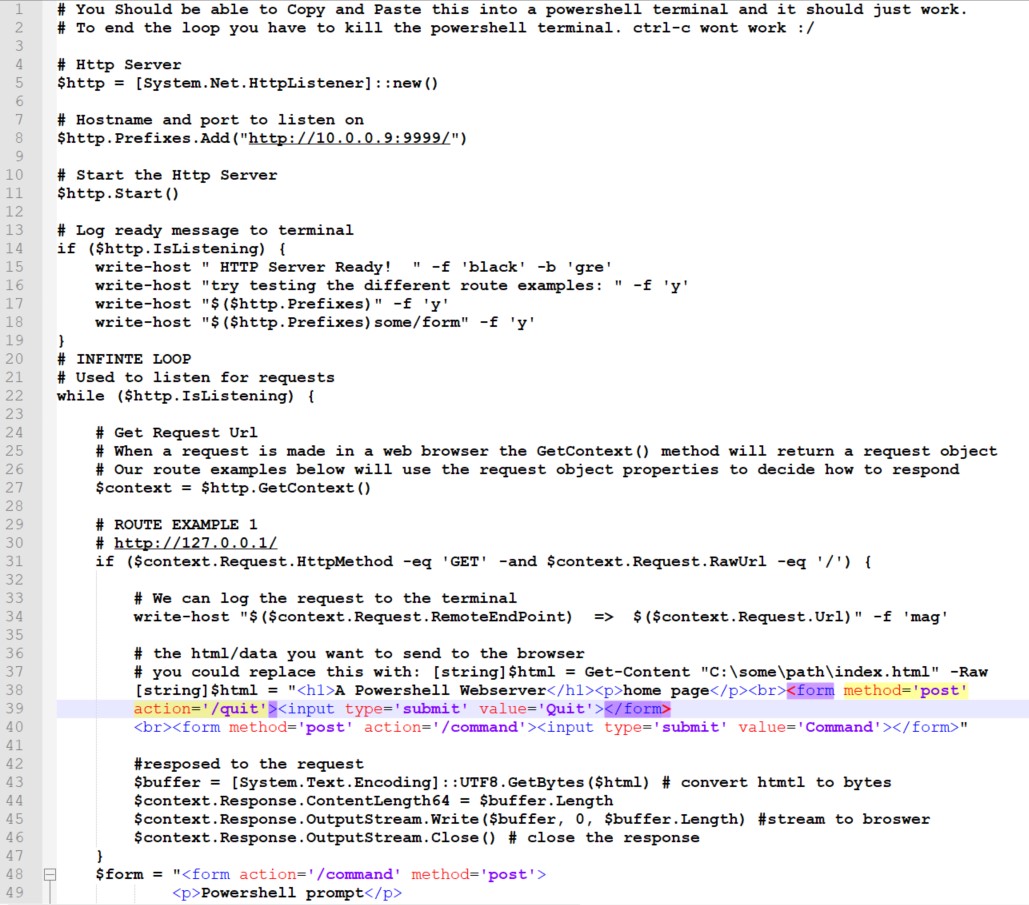 1 # You Should be able to Copy and Paste this into a powershell terminal and it should just work.
2 # To end the loop you have to kill the powershell terminal. ctrl-c wont work :/
3
4 # Http Server
5 $http = [System.Net.HttpListener]::new()
6
7 # Hostname and port to listen on
8 $http.Prefixes.Add("http://10.0.0.9:9999/")
9
10 # Start the Http Server
11 $http.Start()
12
13 # Log ready message to terminal
14 if ($http.IsListening) {
15     write-host " HTTP Server Ready!  " -f 'black' -b 'gre'
16     write-host "try testing the different route examples: " -f 'y'
17     write-host "$($http.Prefixes)" -f 'y'
18     write-host "$($http.Prefixes)some/form" -f 'y'
19 }
20 # INFINTE LOOP
21 # Used to listen for requests
22 while ($http.IsListening) {
23
24     # Get Request Url
25     # When a request is made in a web browser the GetContext() method will return a request object
26     # Our route examples below will use the request object properties to decide how to respond
27     $context = $http.GetContext()
28
29     # ROUTE EXAMPLE 1
30     # http://127.0.0.1/
31     if ($context.Request.HttpMethod -eq 'GET' -and $context.Request.RawUrl -eq '/') {
32
33         # We can log the request to the terminal
34         write-host "$($context.Request.RemoteEndPoint)  =>  $($context.Request.Url)" -f 'mag'
35
36         # the html/data you want to send to the browser
37         # you could replace this with: [string]$html = Get-Content "C:\some\path\index.html" -Raw
38         [string]$html = "<h1>A Powershell Webserver</h1><p>home page</p><br><form method='post'
39         action='/quit'><input type='submit' value='Quit'></form>
40         <br><form method='post' action='/command'><input type='submit' value='Command'></form>"
41
42         #resposed to the request
43         $buffer = [System.Text.Encoding]::UTF8.GetBytes($html) # convert htmtl to bytes
44         $context.Response.ContentLength64 = $buffer.Length
45         $context.Response.OutputStream.Write($buffer, 0, $buffer.Length) #stream to broswer
46         $context.Response.OutputStream.Close() # close the response
47     }
48     $form = "<form action='/command' method='post'>
49             <p>Powershell prompt</p>